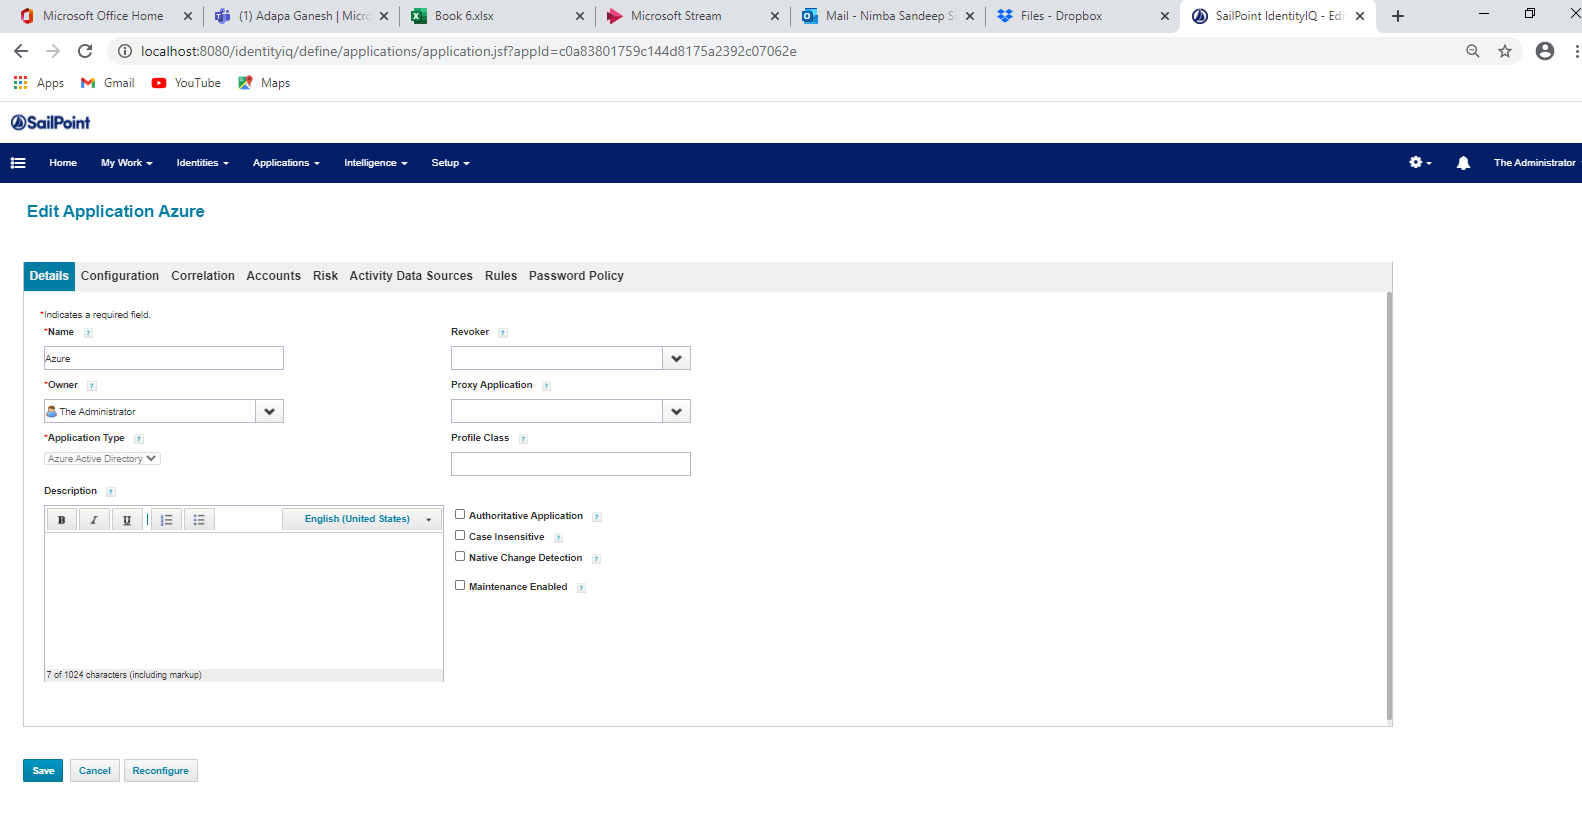 Microsoft Office Home
(1) Adapa Ganesh | Micro
Book 6.xlsx
Microsoft Stream
Mail - Nimba Sandeep S
Files - Dropbox
SailPoint IdentityIQ - Edi
localhost:8080/identityiq/define/applications/application.jsf?appId=c0a83801759c144d8175a2392c07062e
Apps Gmail YouTube Maps
SailPoint
Home My Work Identities Applications Intelligence Setup The Administrator
Edit Application Azure
Details Configuration Correlation Accounts Risk Activity Data Sources Rules Password Policy
*Indicates a required field.
*Name ?
Azure
*Owner ?
The Administrator
*Application Type ?
Azure Active Directory
Revoker ?
Proxy Application ?
Profile Class ?
Description ?
B I U | English (United States)
7 of 1024 characters (including markup)
Authoritative Application ?
Case Insensitive ?
Native Change Detection ?
Maintenance Enabled ?
Save Cancel Reconfigure